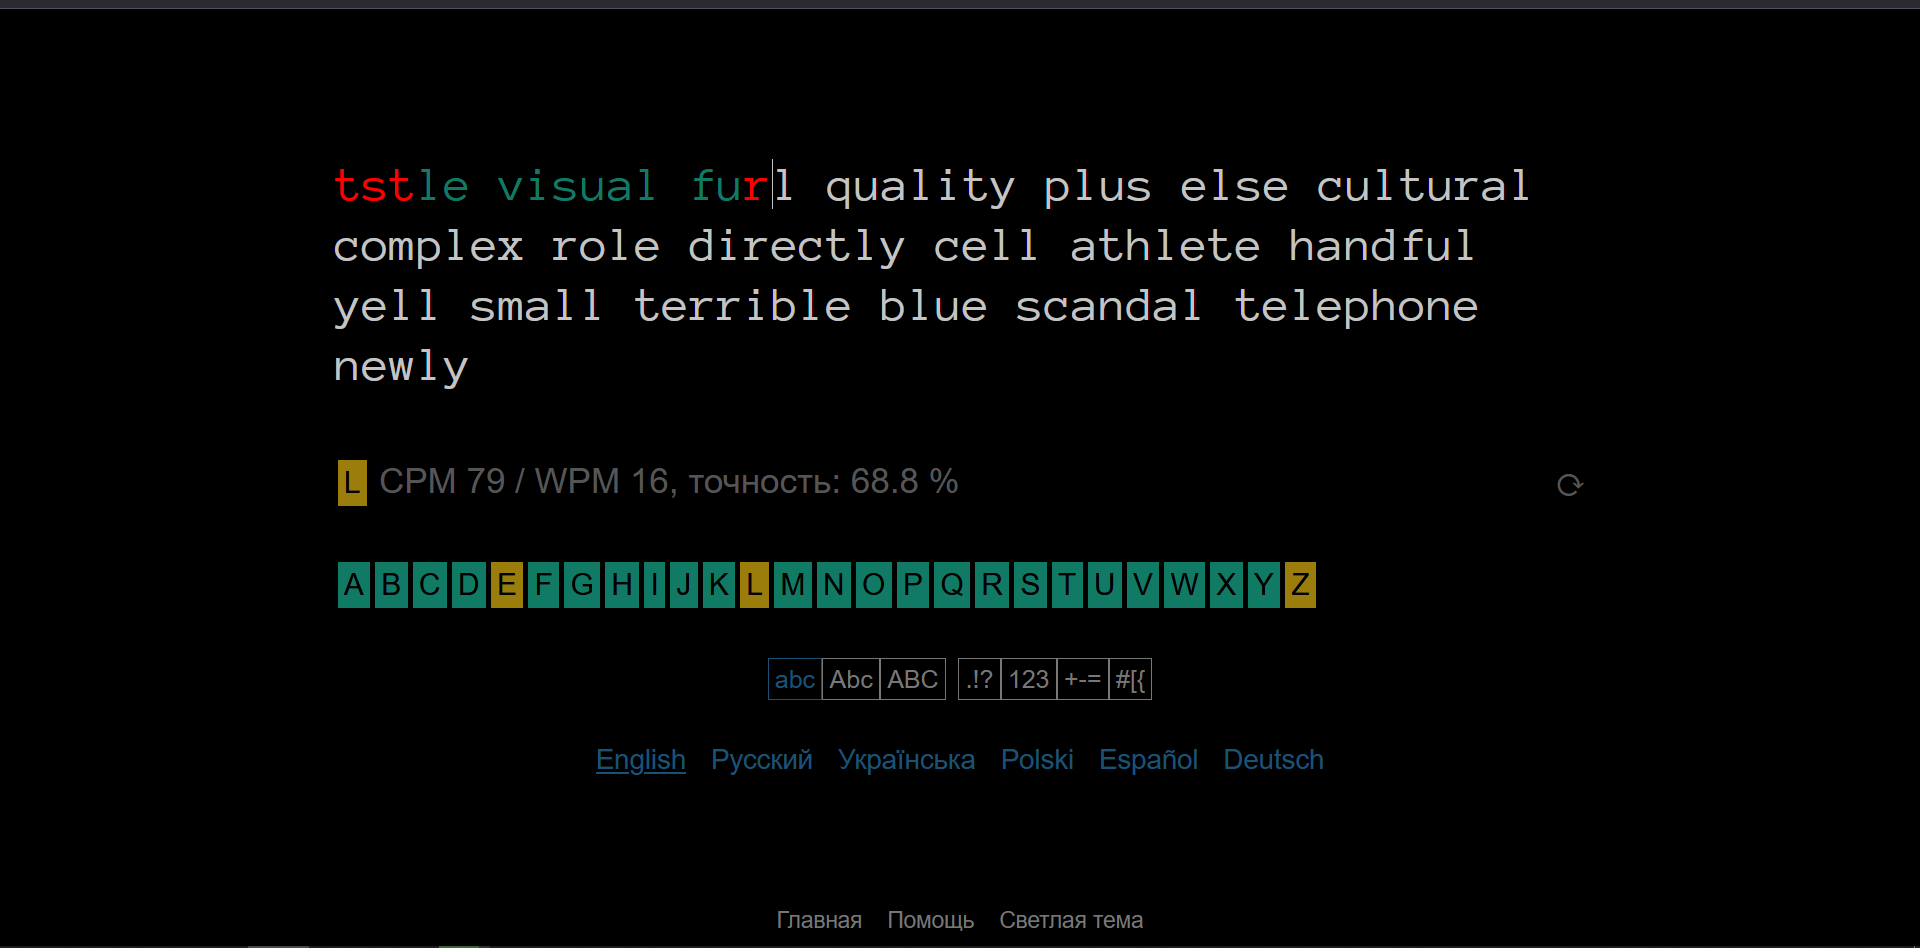 tstle visual furl quality plus else cultural
complex role directly cell athlete handful
yell small terrible blue scandal telephone
newly
L CPM 79 / WPM 16, точность: 68.8 % ⟳
A B C D E F G H I J K L M N O P Q R S T U V W X Y Z
abc Abc ABC .!? 123 +-= #[{
English Русский Українська Polski Español Deutsch
Главная Помощь Светлая тема